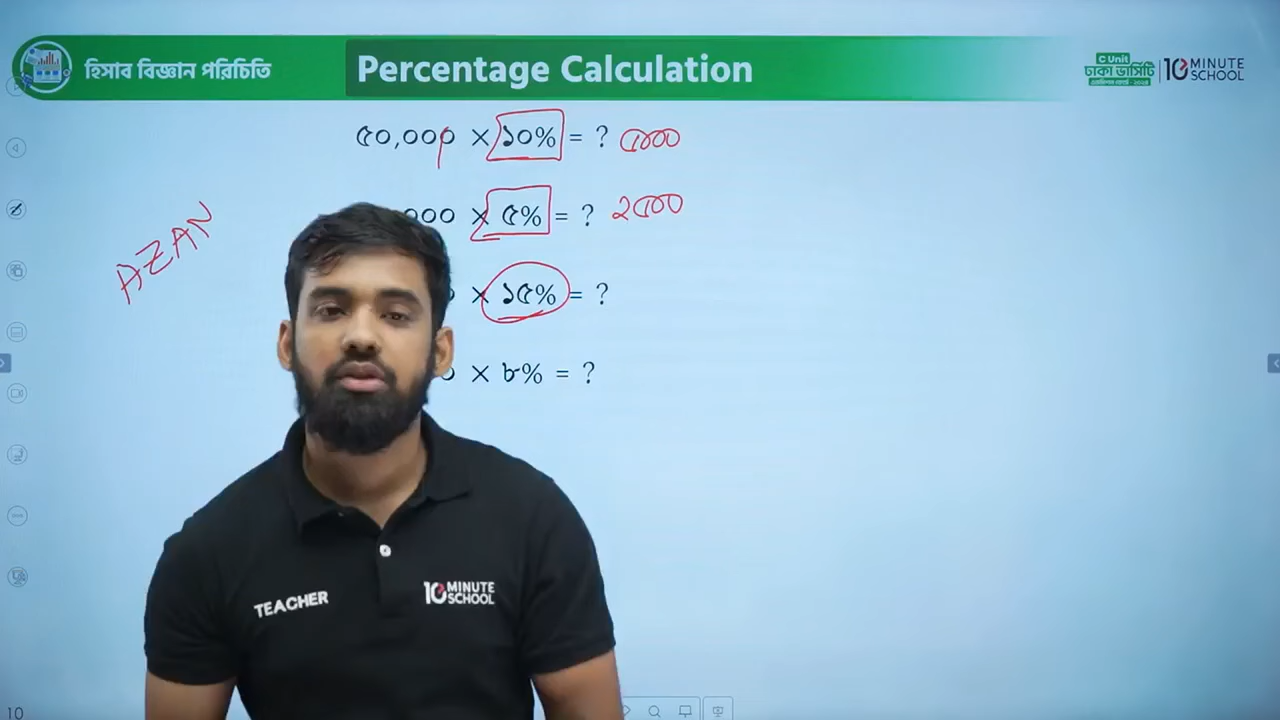 হিসাব বিজ্ঞান পরিচিতি
Percentage Calculation
C Unit
ঢাকা ভার্সিটি
10 MINUTE SCHOOL
৫০,০০০ × ১০% = ? ৫০০০
০০০ × ৫% = ? ২৫০০
AZAN
× ১৫% = ?
০ × ৮% = ?
TEACHER
10 MINUTE SCHOOL
10